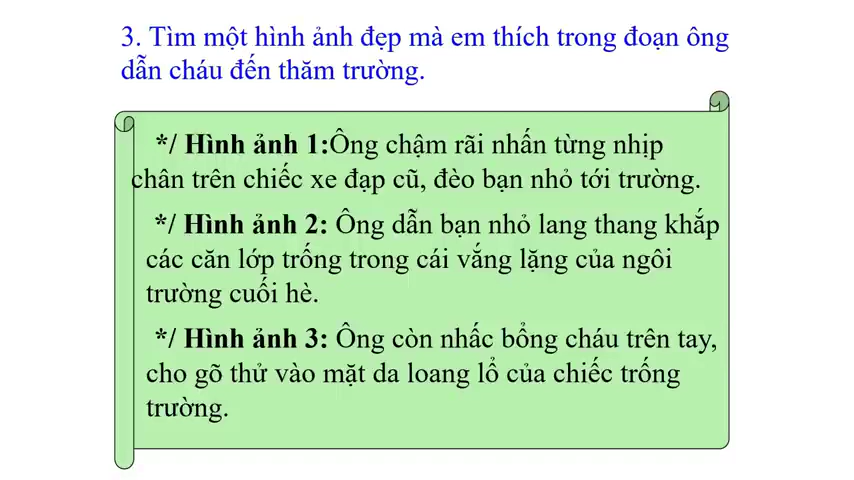 3. Tìm một hình ảnh đẹp mà em thích trong đoạn ông
dẫn cháu đến thăm trường.
*/ Hình ảnh 1:Ông chậm rãi nhấn từng nhịp
chân trên chiếc xe đạp cũ, đèo bạn nhỏ tới trường.
*/ Hình ảnh 2: Ông dẫn bạn nhỏ lang thang khắp
các căn lớp trống trong cái vắng lặng của ngôi
trường cuối hè.
*/ Hình ảnh 3: Ông còn nhấc bổng cháu trên tay,
cho gõ thử vào mặt da loang lổ của chiếc trống
trường.